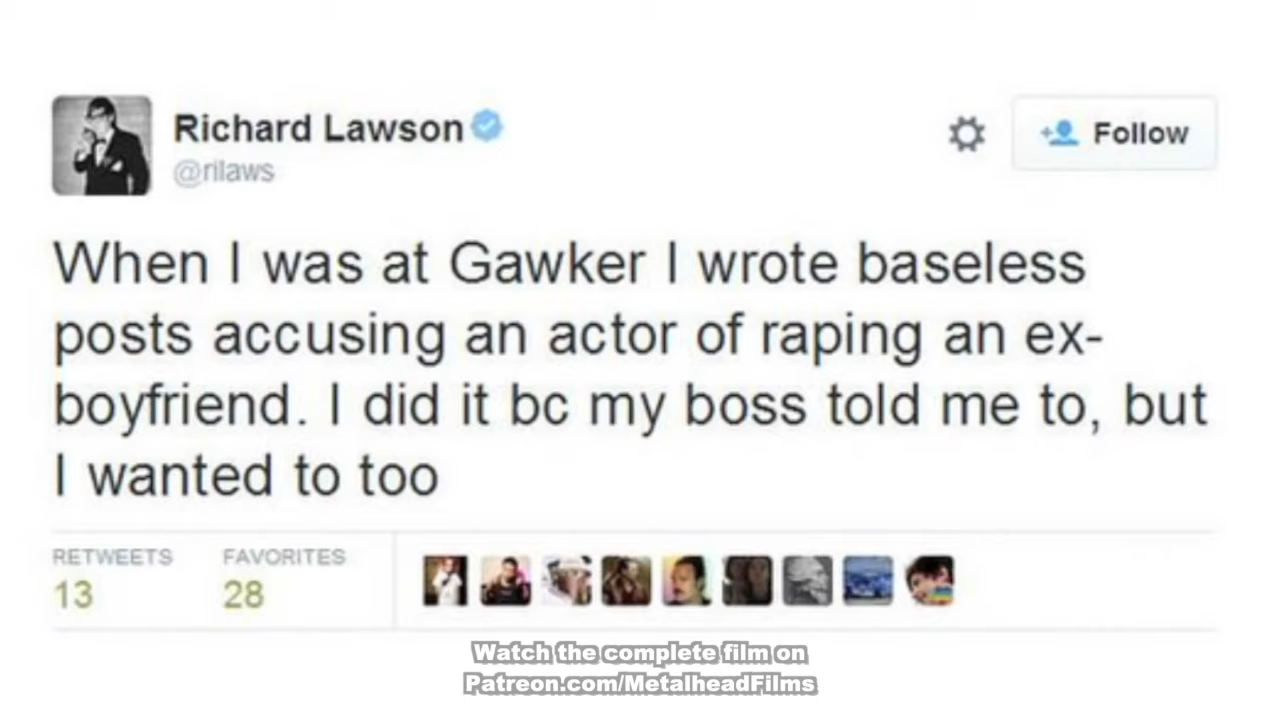 Richard Lawson
@rilaws
Follow
When I was at Gawker I wrote baseless
posts accusing an actor of raping an ex-
boyfriend. I did it bc my boss told me to, but
I wanted to too
RETWEETS FAVORITES
13 28
Watch the complete film on
Patreon.com/MetalheadFilms